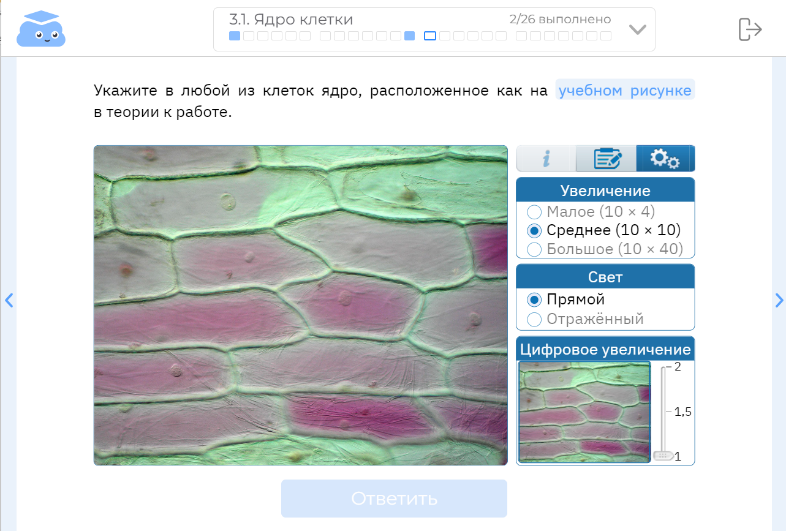 3.1. Ядро клетки
2/26 выполнено
Укажите в любой из клеток ядро, расположенное как на учебном рисунке
в теории к работе.
i
Увеличение
Малое (10 × 4)
Среднее (10 × 10)
Большое (10 × 40)
Свет
Прямой
Отражённый
Цифровое увеличение
2
1,5
1
Ответить